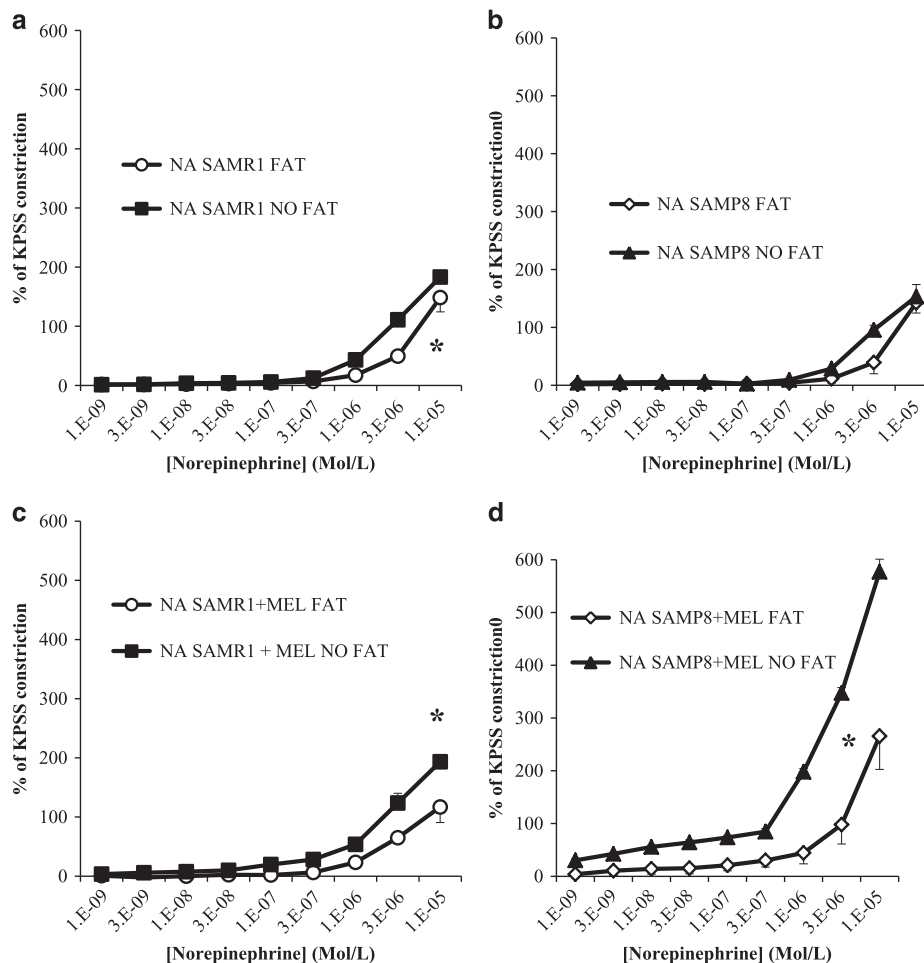 a
600
500
400
300
200
100
0
% of KPSS constriction
NA SAMR1 FAT
NA SAMR1 NO FAT
*
1.E-09 3.E-09 1.E-08 3.E-08 1.E-07 3.E-07 1.E-06 3.E-06 1.E-05
[Norepinephrine] (Mol/L)
b
600
500
400
300
200
100
0
% of KPSS constriction0
NA SAMP8 FAT
NA SAMP8 NO FAT
1.E-09 3.E-09 1.E-08 3.E-08 1.E-07 3.E-07 1.E-06 3.E-06 1.E-05
[Norepinephrine] (Mol/L)
c
600
500
400
300
200
100
0
% of KPSS constriction
NA SAMR1+MEL FAT
NA SAMR1 + MEL NO FAT
*
1.E-09 3.E-09 1.E-08 3.E-08 1.E-07 3.E-07 1.E-06 3.E-06 1.E-05
[Norepinephrine] (Mol/L)
d
600
500
400
300
200
100
0
% of KPSS constriction0
NA SAMP8+MEL FAT
NA SAMP8+MEL NO FAT
*
1.E-09 3.E-09 1.E-08 3.E-08 1.E-07 3.E-07 1.E-06 3.E-06 1.E-05
[Norepinephrine] (Mol/L)